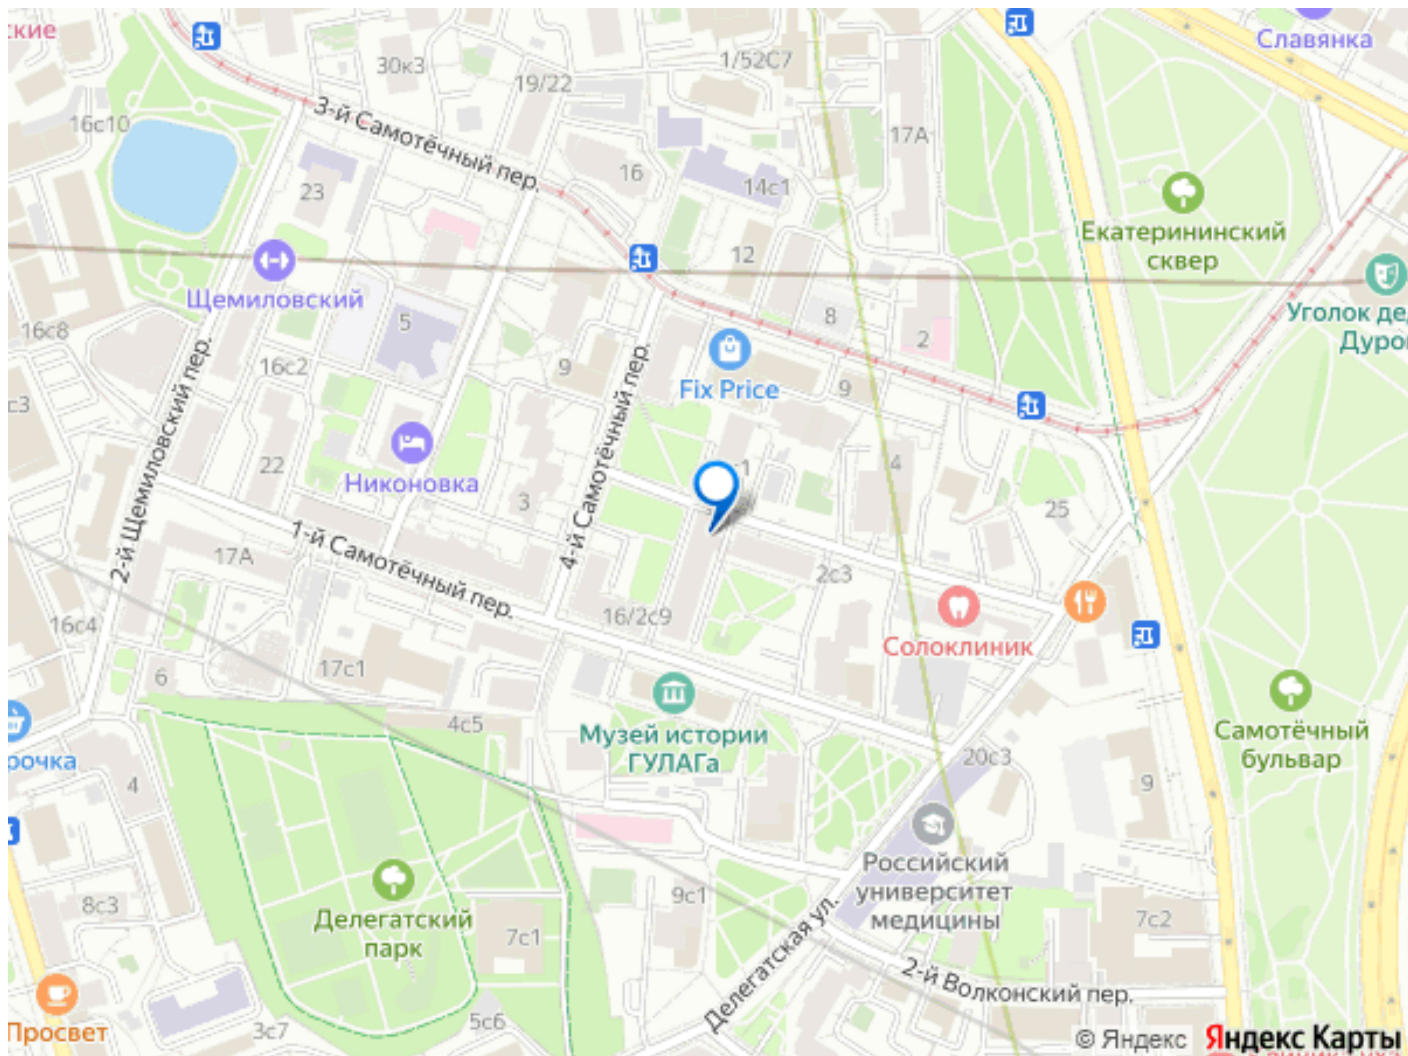 ские
Славянка
30к3
19/22
1/52С7
16с10
3-й Самотёчный пер.
17А
16
14с1
23
Екатерининский
сквер
12
Щемиловский
16с8
5
8
2
Уголок де
Дуро
16с2
9
Fix Price
9
с3
2-й Щемиловский пер.
4-й Самотёчный пер.
22
Никоновка
с1
4
3
25
1-й Самотёчный пер.
17А
2с3
16/2с9
16с4
Солоклиник
6
17с1
4с5
Музей истории
ГУЛАГа
Самотёчный
бульвар
рочка
4
20с3
9
Российский
университет
медицины
8с3
Делегатский
парк
9с1
7с1
7с2
Делегатская ул.
2-й Волконский пер.
Просвет
3с7
5с6
© Яндекс
Яндекс Карты